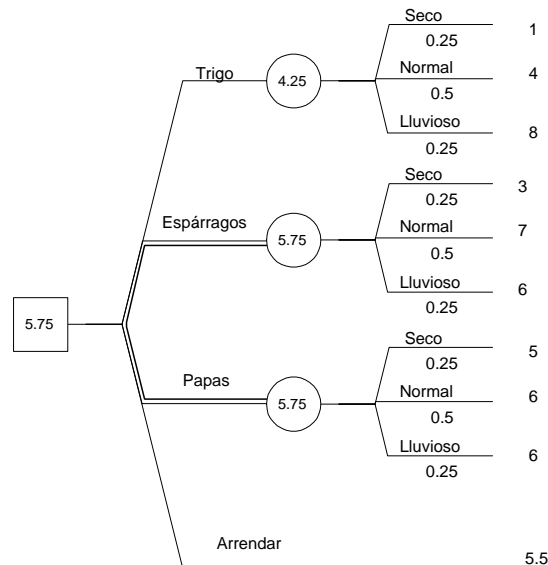 Seco
0.25
1
Trigo
4.25
Normal
0.5
4
Lluvioso
0.25
8
Espárragos
5.75
Seco
0.25
3
Normal
0.5
7
Lluvioso
0.25
6
5.75
Papas
5.75
Seco
0.25
5
Normal
0.5
6
Lluvioso
0.25
6
Arrendar
5.5